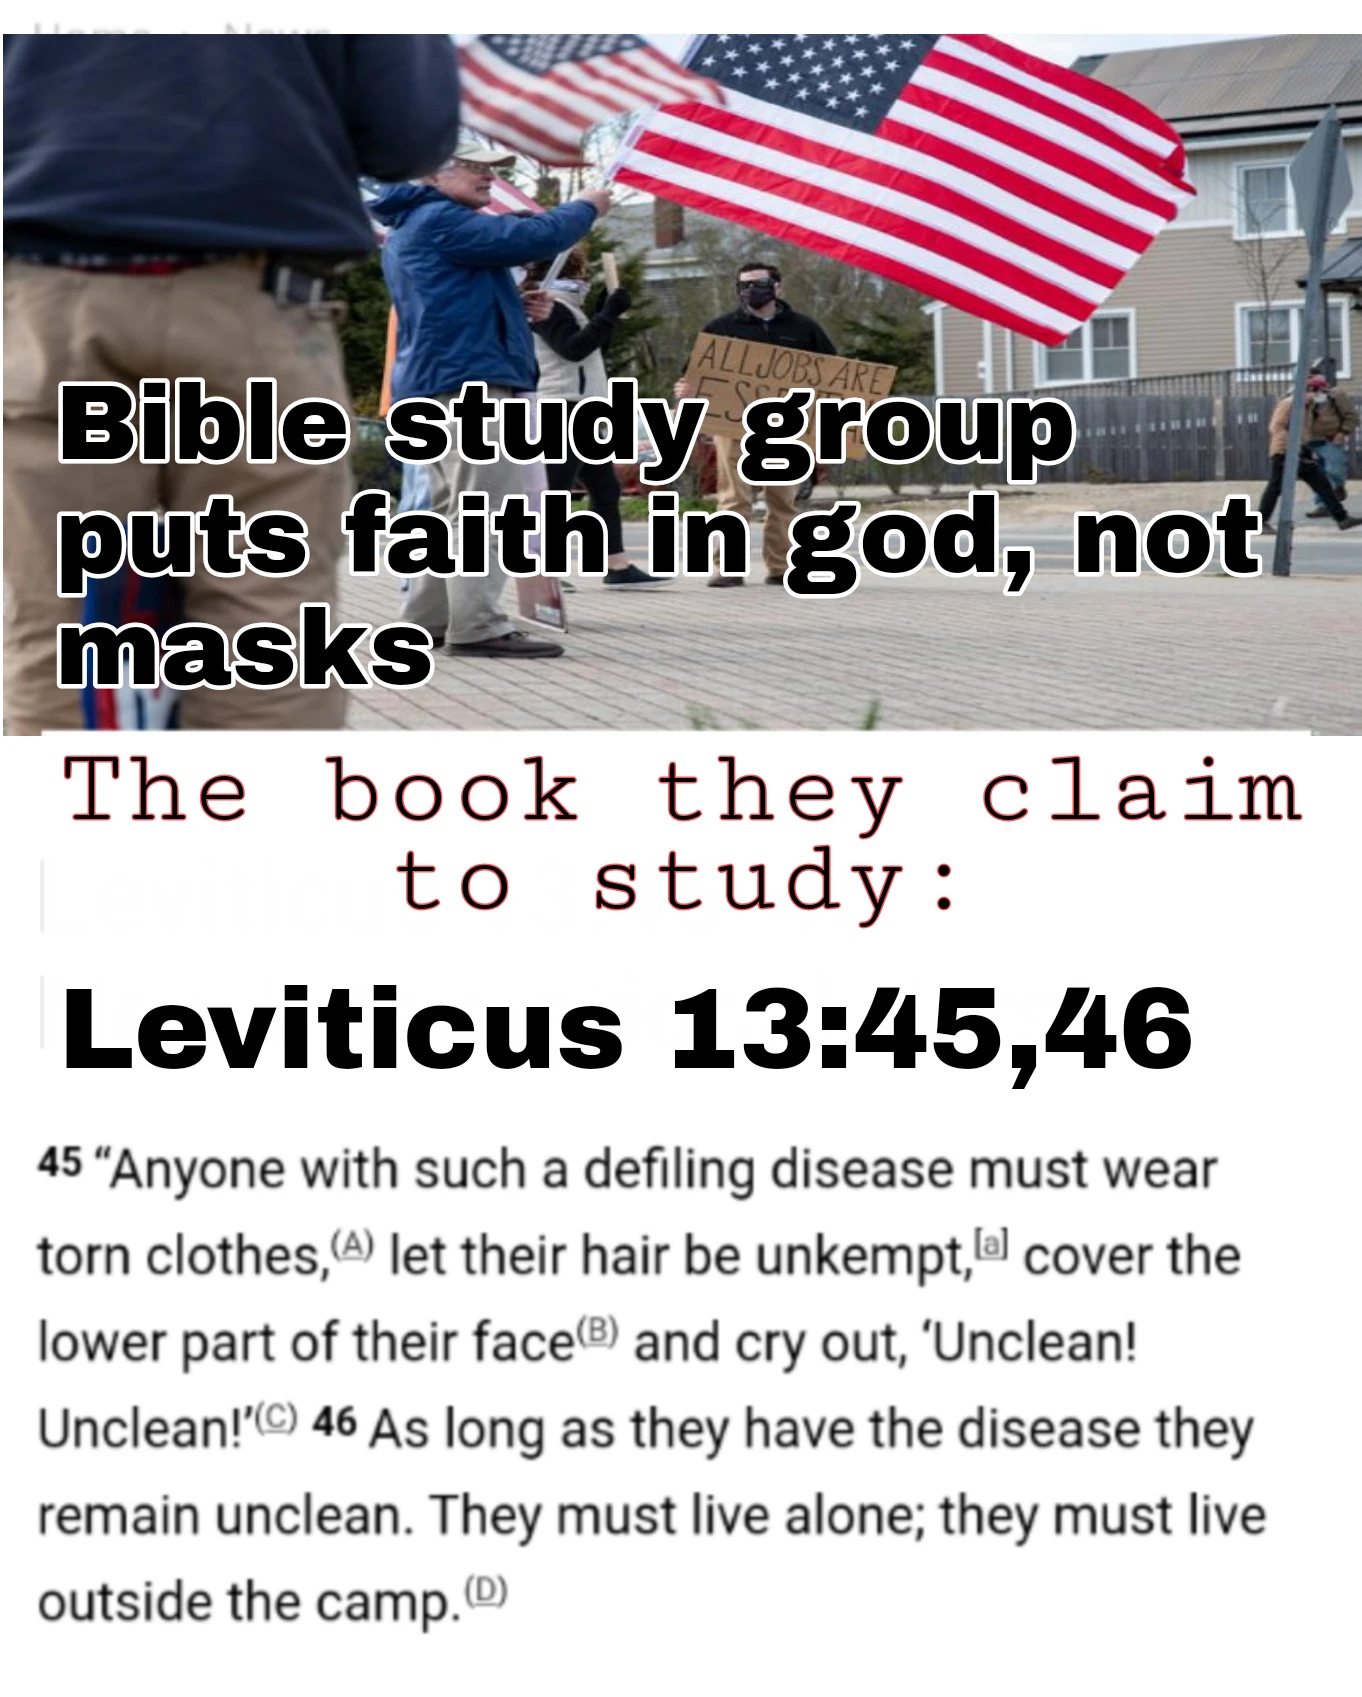 Home > News
ALL JOBS ARE
Bible study group
puts faith in god, not
masks
The book they claim
to study:
Leviticus 13:45,46
45 “Anyone with such a defiling disease must wear
torn clothes,(A) let their hair be unkempt,[a] cover the
lower part of their face(B) and cry out, ‘Unclean!
Unclean!’(C) 46 As long as they have the disease they
remain unclean. They must live alone; they must live
outside the camp.(D)